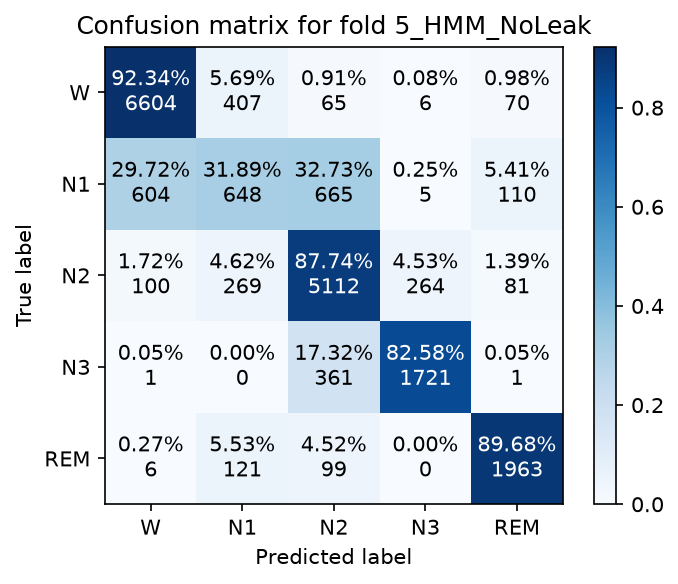 Confusion matrix for fold 5_HMM_NoLeak
92.34% 5.69% 0.91% 0.08% 0.98%
W 6604 407 65 6 70
29.72% 31.89% 32.73% 0.25% 5.41%
N1 604 648 665 5 110
1.72% 4.62% 87.74% 4.53% 1.39%
N2 100 269 5112 264 81
0.05% 0.00% 17.32% 82.58% 0.05%
N3 1 0 361 1721 1
0.27% 5.53% 4.52% 0.00% 89.68%
REM 6 121 99 0 1963
W N1 N2 N3 REM
Predicted label
True label
0.8
0.6
0.4
0.2
0.0